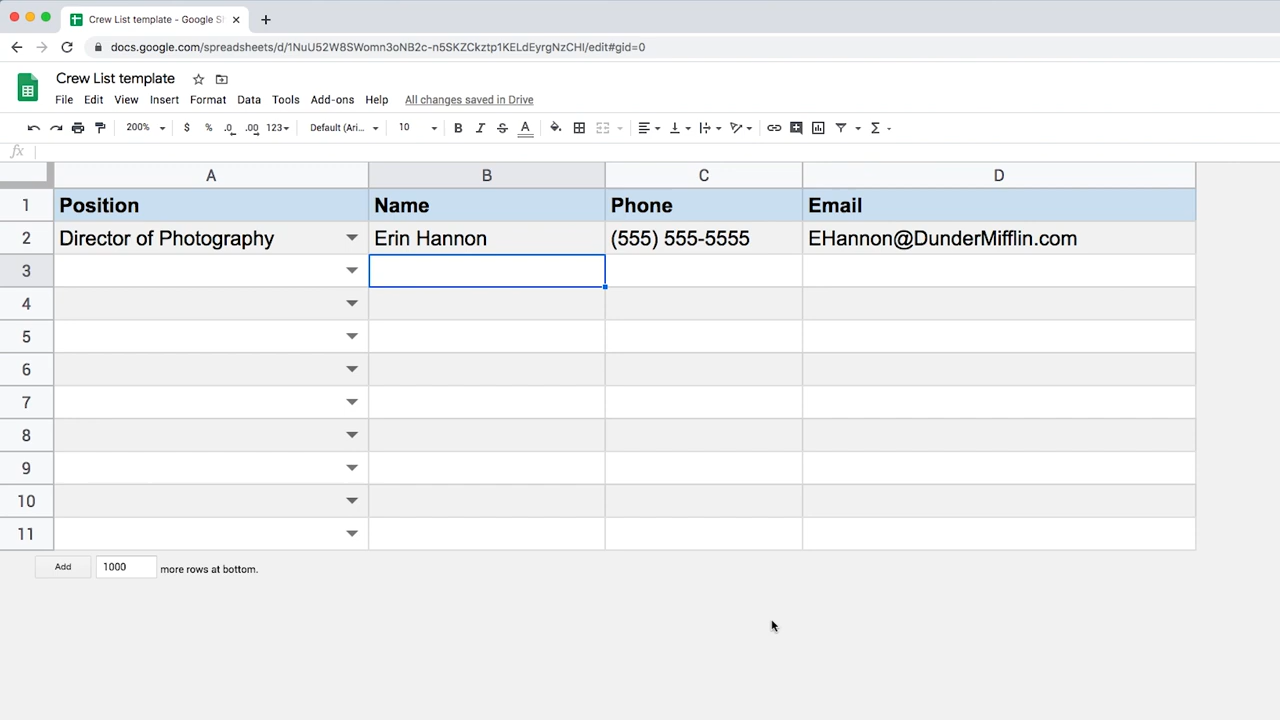 Crew List template - Google S
docs.google.com/spreadsheets/d/1NuU52W8SWomn3oNB2c-n5SKZCkztp1KELdEyrgNzCHI/edit#gid=0
Crew List template
File Edit View Insert Format Data Tools Add-ons Help All changes saved in Drive
200% $ % .0 .00 123 Default (Ari... 10 B I S A Σ
fx
A B C D
1 Position Name Phone Email
2 Director of Photography Erin Hannon (555) 555-5555 EHannon@DunderMifflin.com
3
4
5
6
7
8
9
10
11
Add 1000 more rows at bottom.